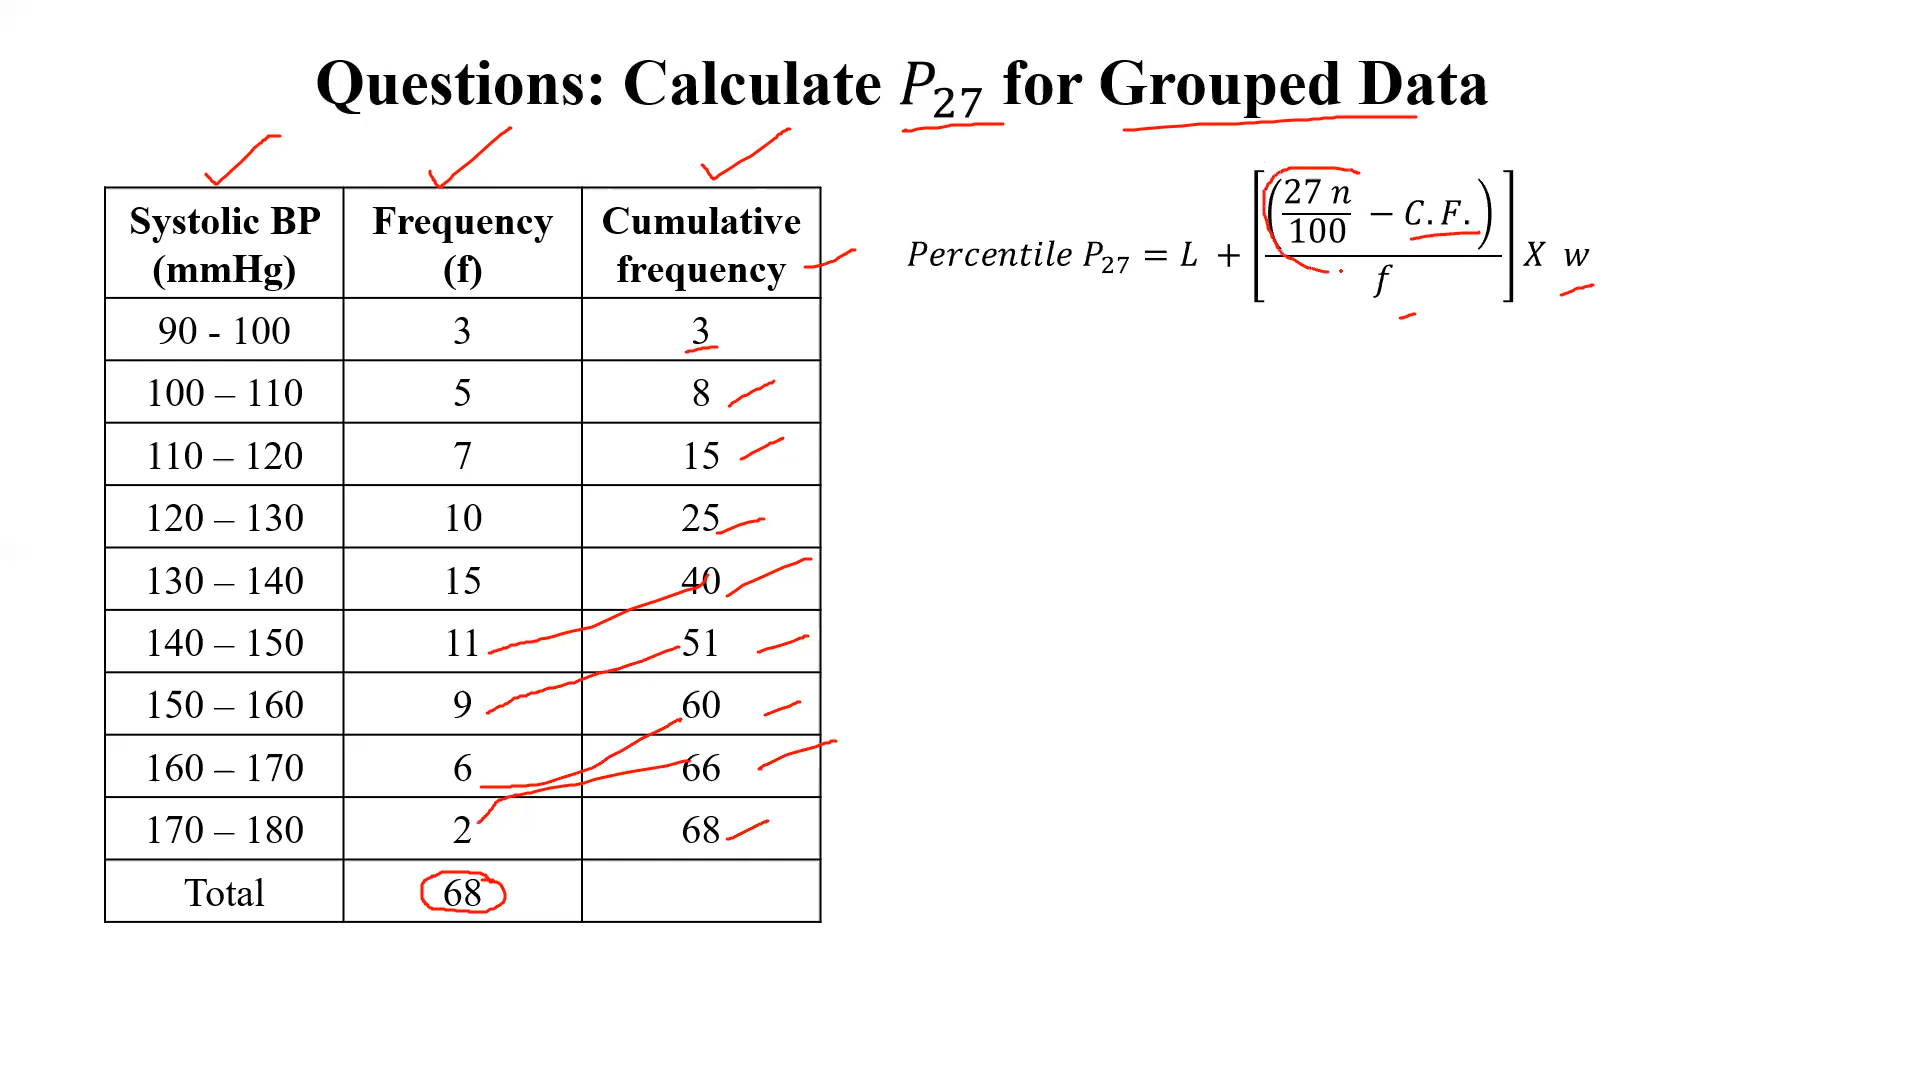 Questions: Calculate P₂₇ for Grouped Data
Systolic BP (mmHg) Frequency (f) Cumulative frequency
90 - 100 3 3
100 – 110 5 8
110 – 120 7 15
120 – 130 10 25
130 – 140 15 40
140 – 150 11 51
150 – 160 9 60
160 – 170 6 66
170 – 180 2 68
Total 68
Percentile P₂₇ = L + [(27 n/100 − C.F.)/f] X w